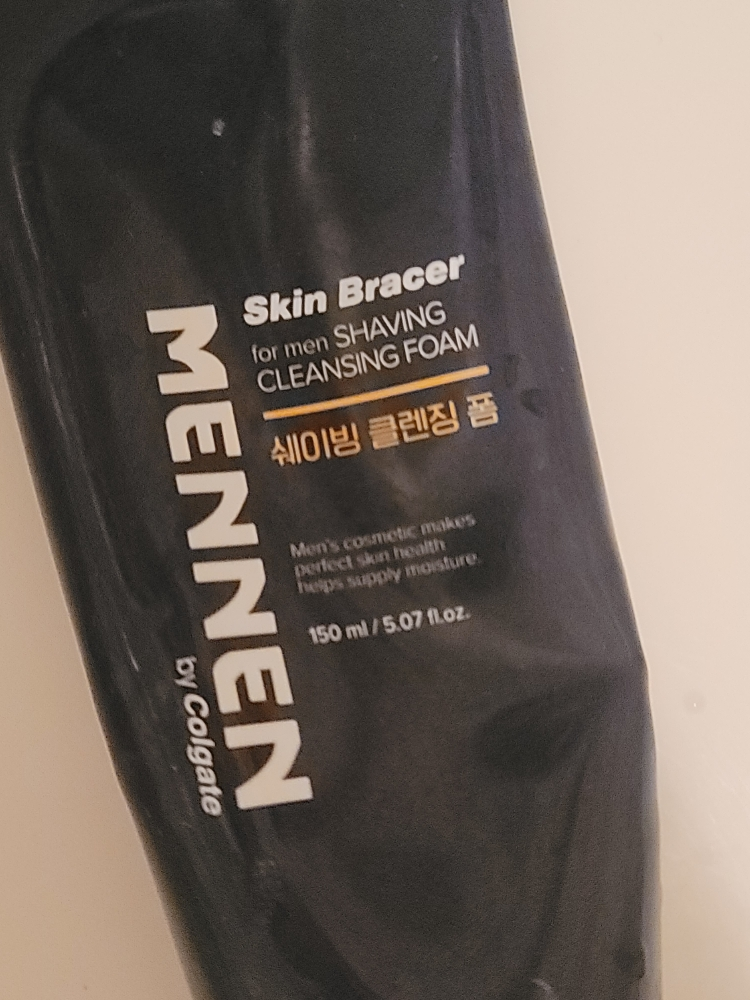 MENNEN
by Colgate
Skin Bracer
for men SHAVING
CLEANSING FOAM
쉐이빙 클렌징 폼
Men's cosmetic makes
perfect skin health
helps supply moisture.
150 ml / 5.07 fl.oz.